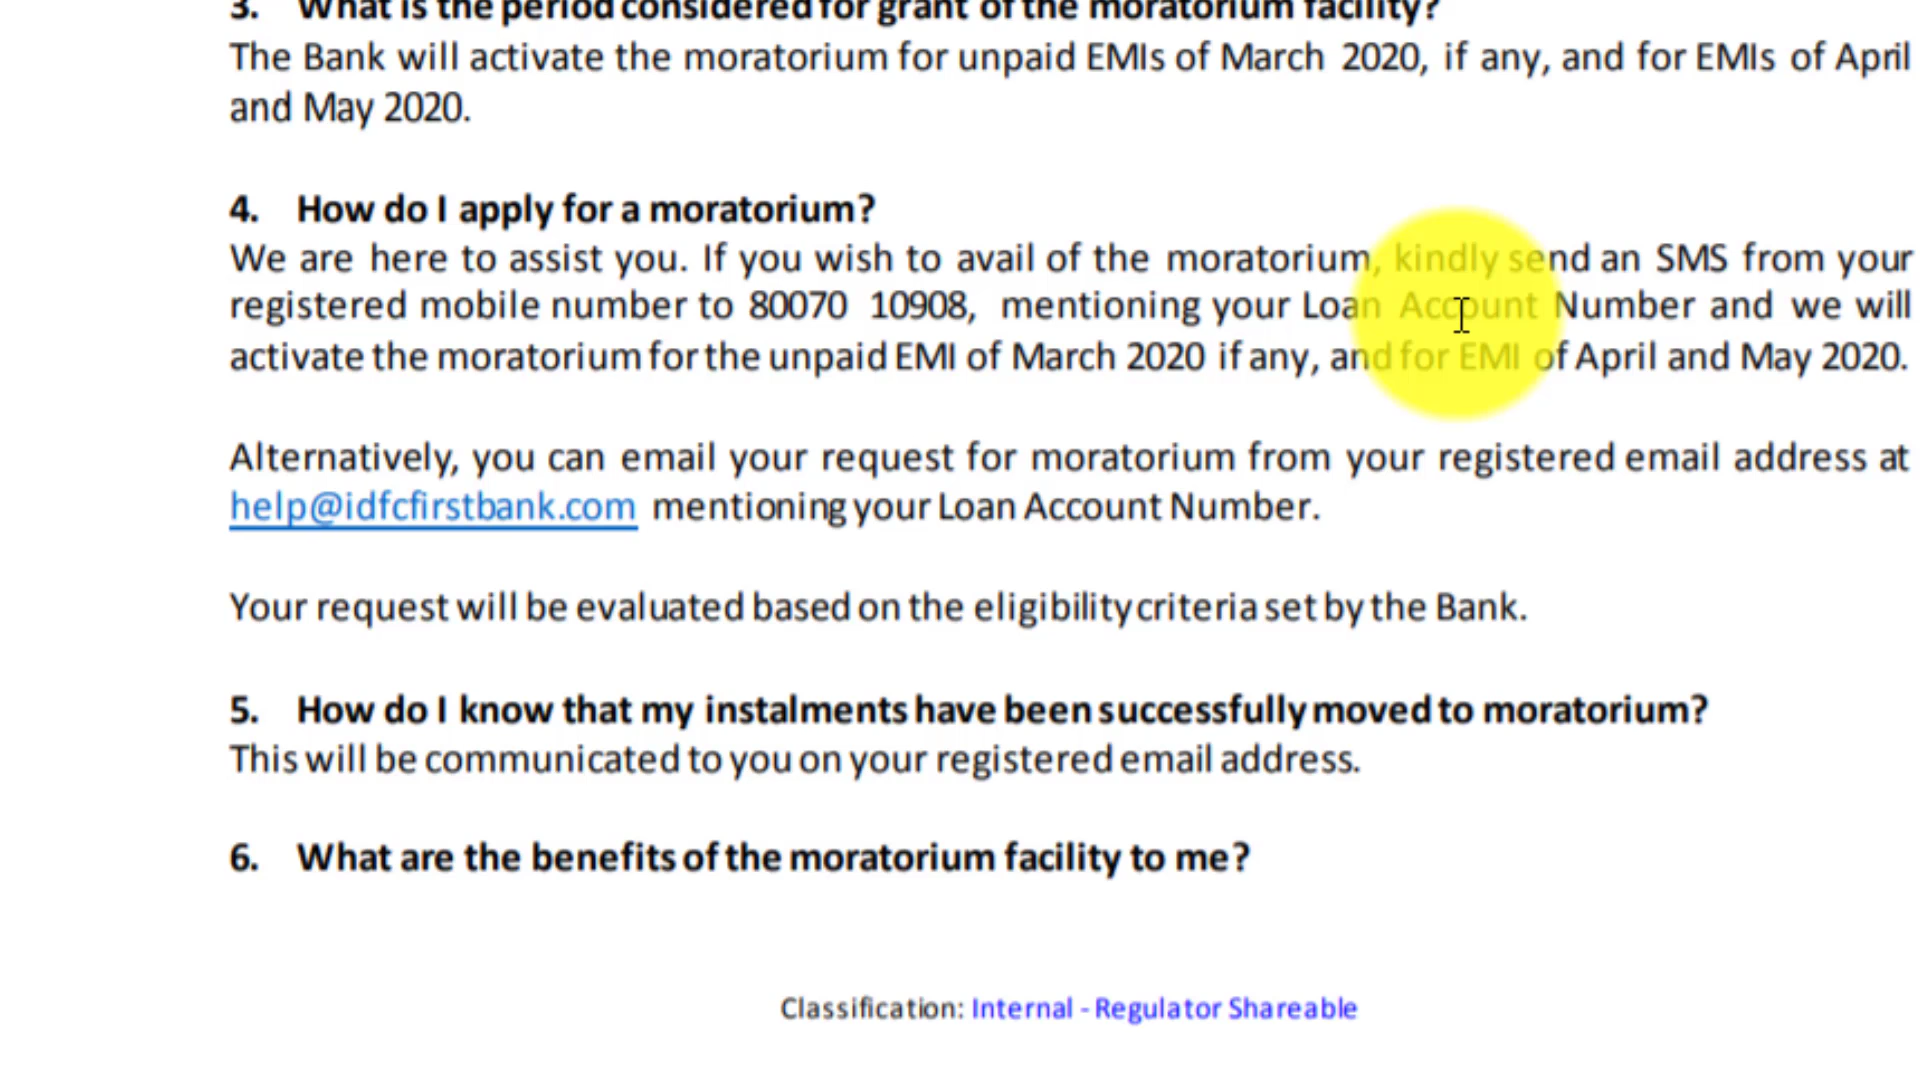 3. What is the period considered for grant of the moratorium facility?
The Bank will activate the moratorium for unpaid EMIs of March 2020, if any, and for EMIs of April
and May 2020.
4. How do I apply for a moratorium?
We are here to assist you. If you wish to avail of the moratorium, kindly send an SMS from your
registered mobile number to 80070 10908, mentioning your Loan Account Number and we will
activate the moratorium for the unpaid EMI of March 2020 if any, and for EMI of April and May 2020.
Alternatively, you can email your request for moratorium from your registered email address at
help@idfcfirstbank.com mentioning your Loan Account Number.
Your request will be evaluated based on the eligibility criteria set by the Bank.
5. How do I know that my instalments have been successfully moved to moratorium?
This will be communicated to you on your registered email address.
6. What are the benefits of the moratorium facility to me?
Classification: Internal - Regulator Shareable